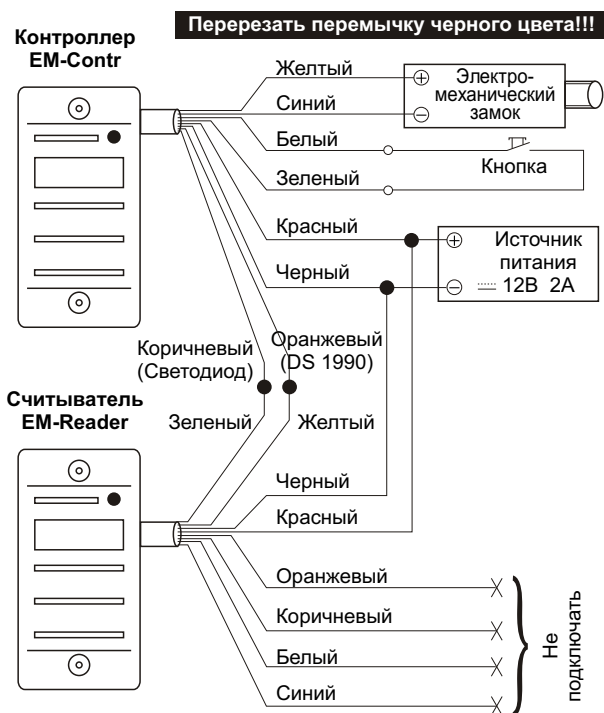 Перерезать перемычку черного цвета!!!
Контроллер
EM-Contr
Желтый
Электро-
механический
замок
Синий
Белый
Кнопка
Зеленый
Красный
Источник
питания
12В 2А
Черный
Коричневый
(Светодиод)
Оранжевый
(DS 1990)
Считыватель
EM-Reader
Зеленый
Желтый
Черный
Красный
Оранжевый
Коричневый
Белый
Синий
Не
подключать